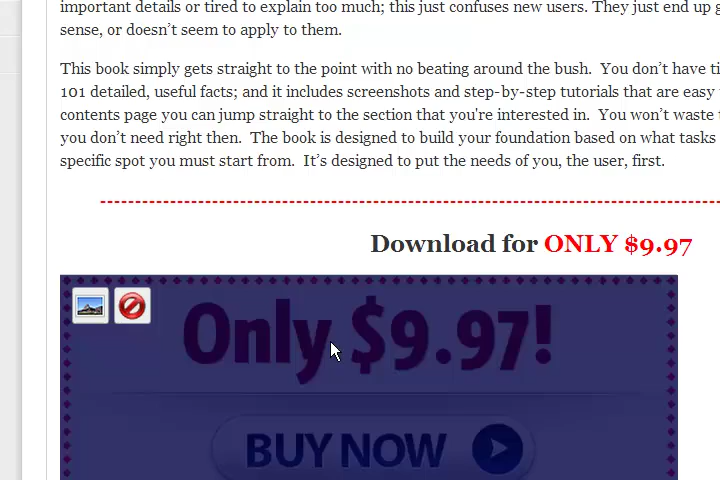 important details or tired to explain too much; this just confuses new users. They just end up
sense, or doesn’t seem to apply to them.
This book simply gets straight to the point with no beating around the bush. You don’t have
101 detailed, useful facts; and it includes screenshots and step-by-step tutorials that are easy
contents page you can jump straight to the section that you're interested in. You won’t waste
you don’t need right then. The book is designed to build your foundation based on what tasks
specific spot you must start from. It’s designed to put the needs of you, the user, first.
Download for ONLY $9.97
Only $9.97!
BUY NOW